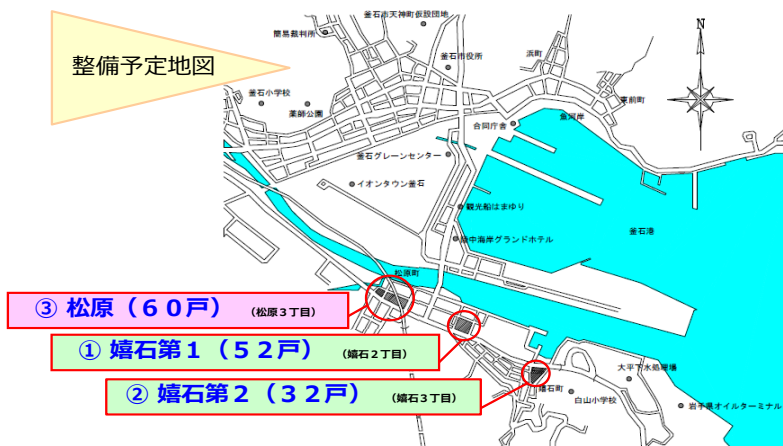 整備予定地図
釜石市天神町仮設団地
簡易裁判所
N
浜町
釜石市役所
東前町
釜石小学校
薬師公園
合同庁舎
魚河岸
釜石グレーンセンター
イオンタウン釜石
観光船はまゆり
釜石港
陸中海岸グランドホテル
松原町
③ 松原（６０戸） （松原３丁目）
① 嬉石第１（５２戸） （嬉石２丁目）
② 嬉石第２（３２戸） （嬉石３丁目）
大平下水処理場
嬉石町
白山小学校
岩手県オイルターミナル